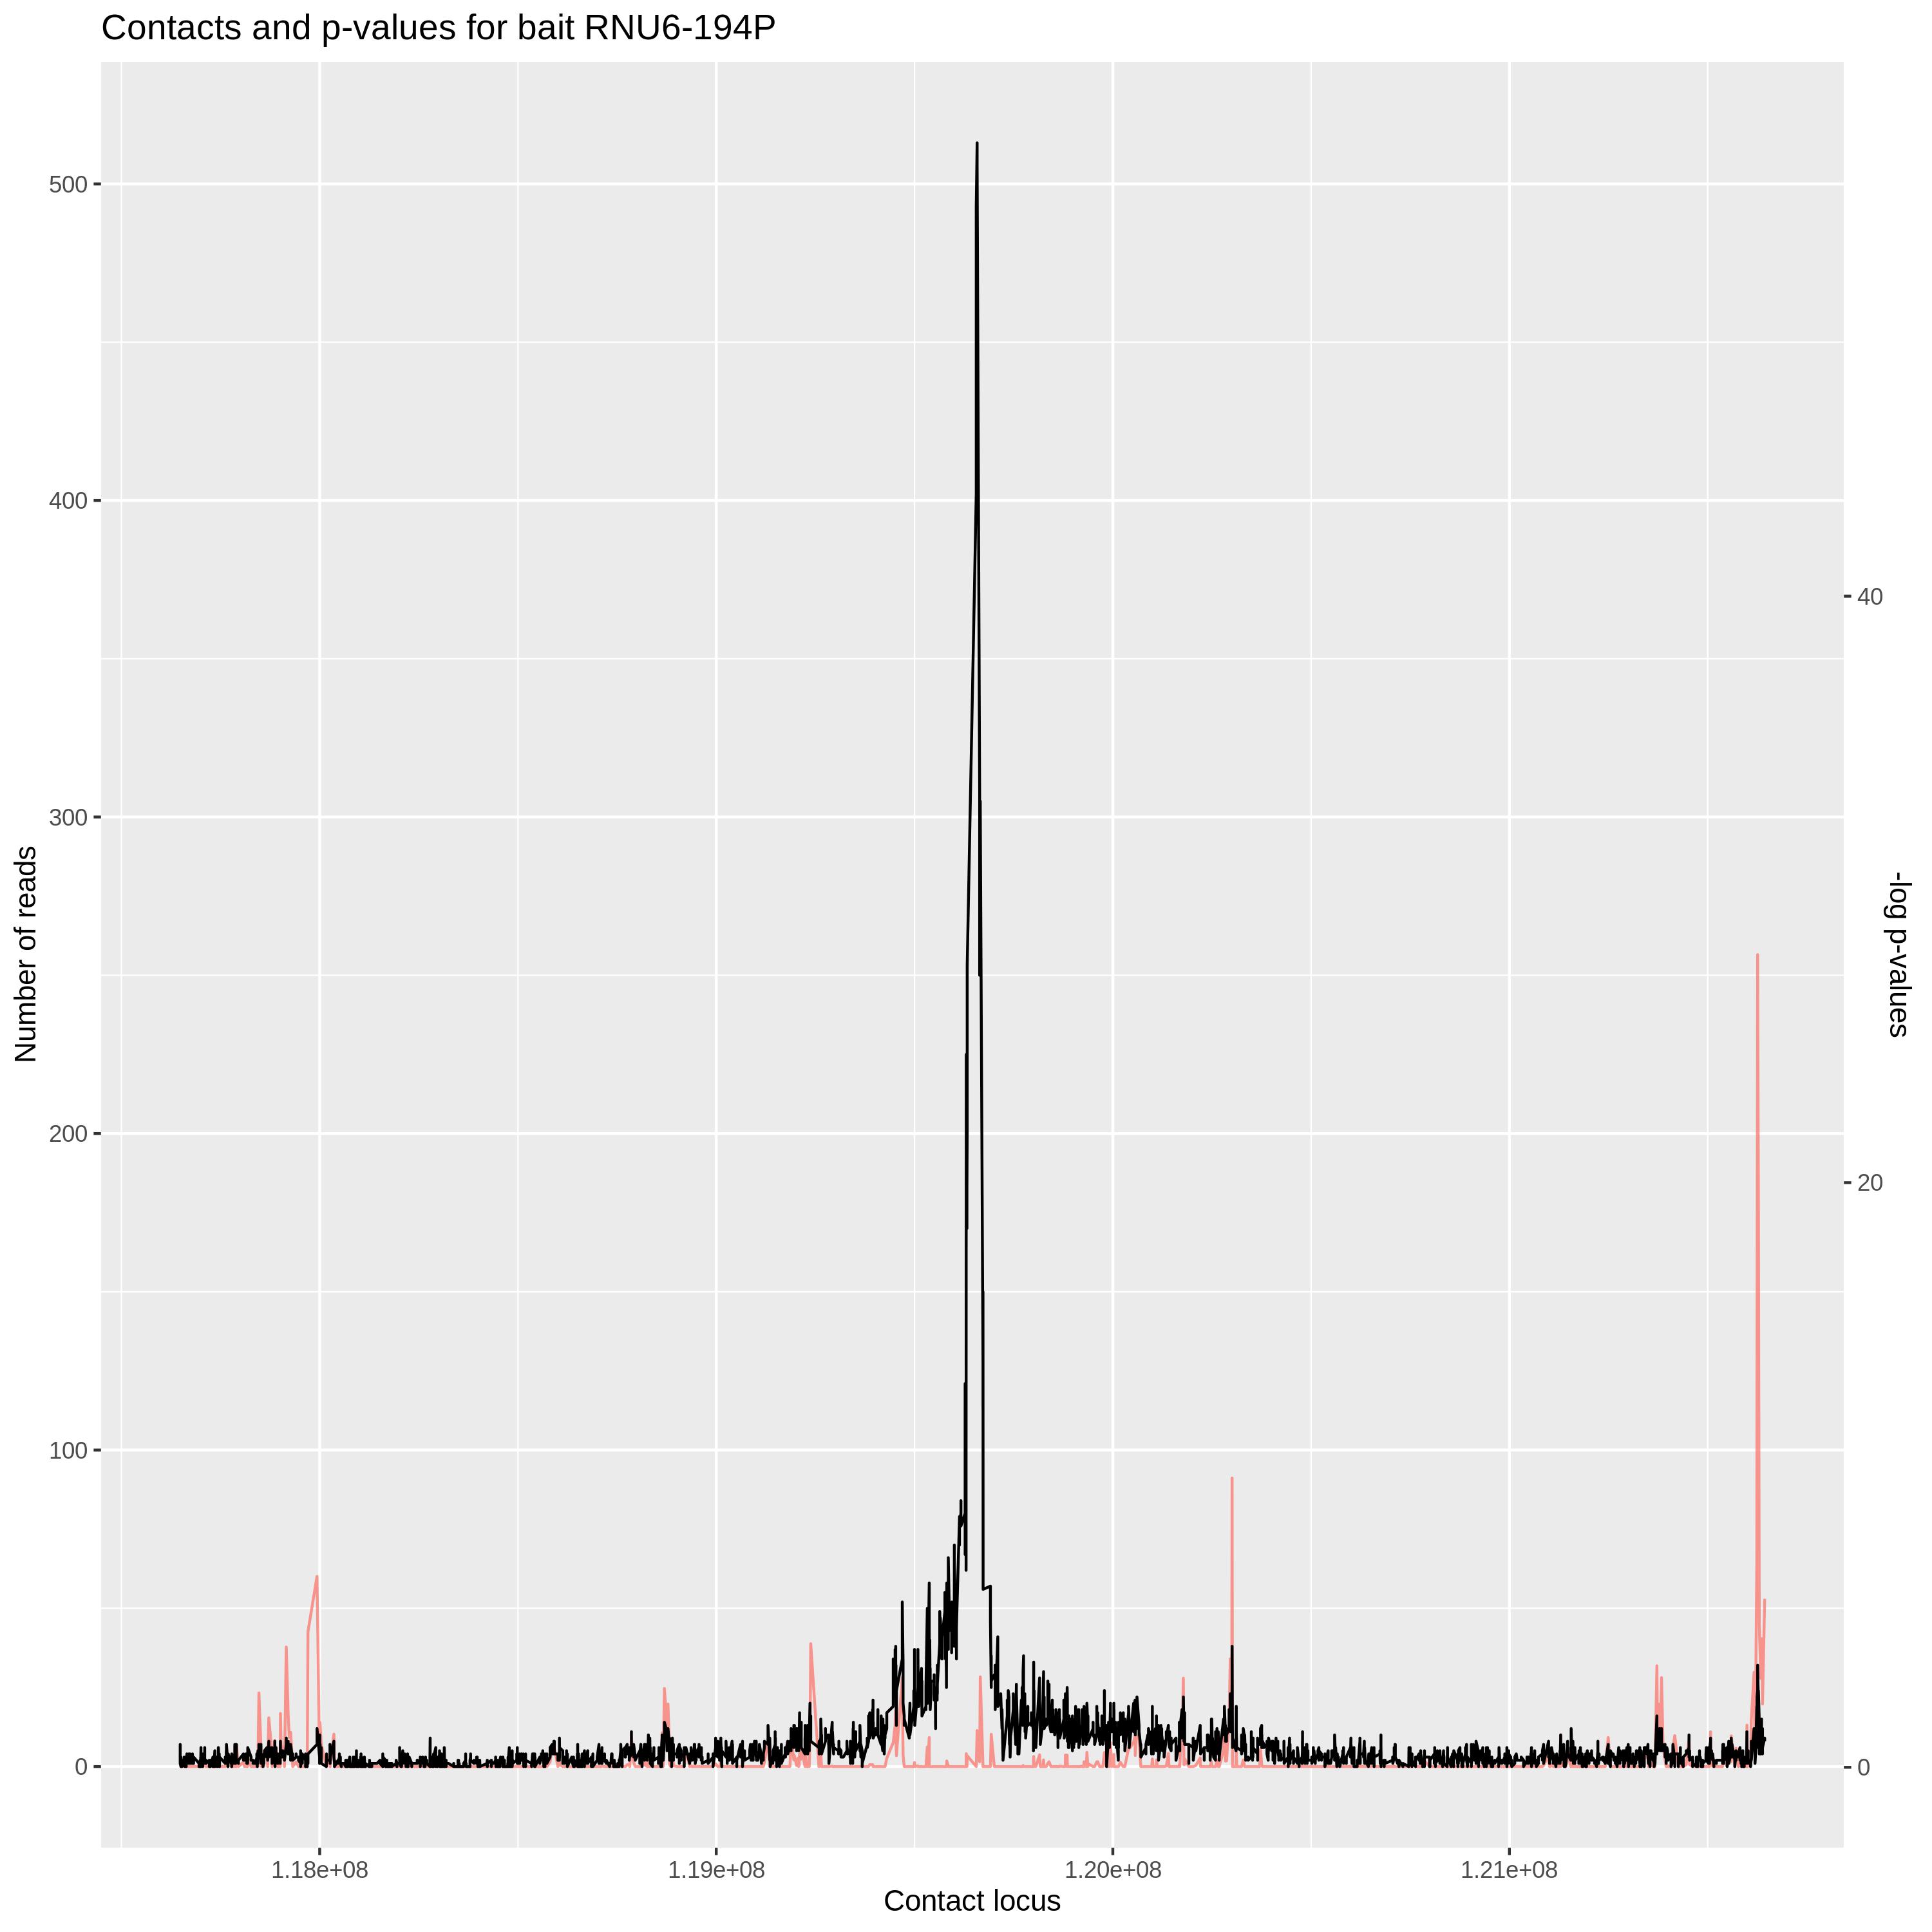 Contacts and p-values for bait RNU6-194P
500
400
300
200
100
0
Number of reads
40
20
0
-log p-values
1.18e+08
1.19e+08
1.20e+08
1.21e+08
Contact locus